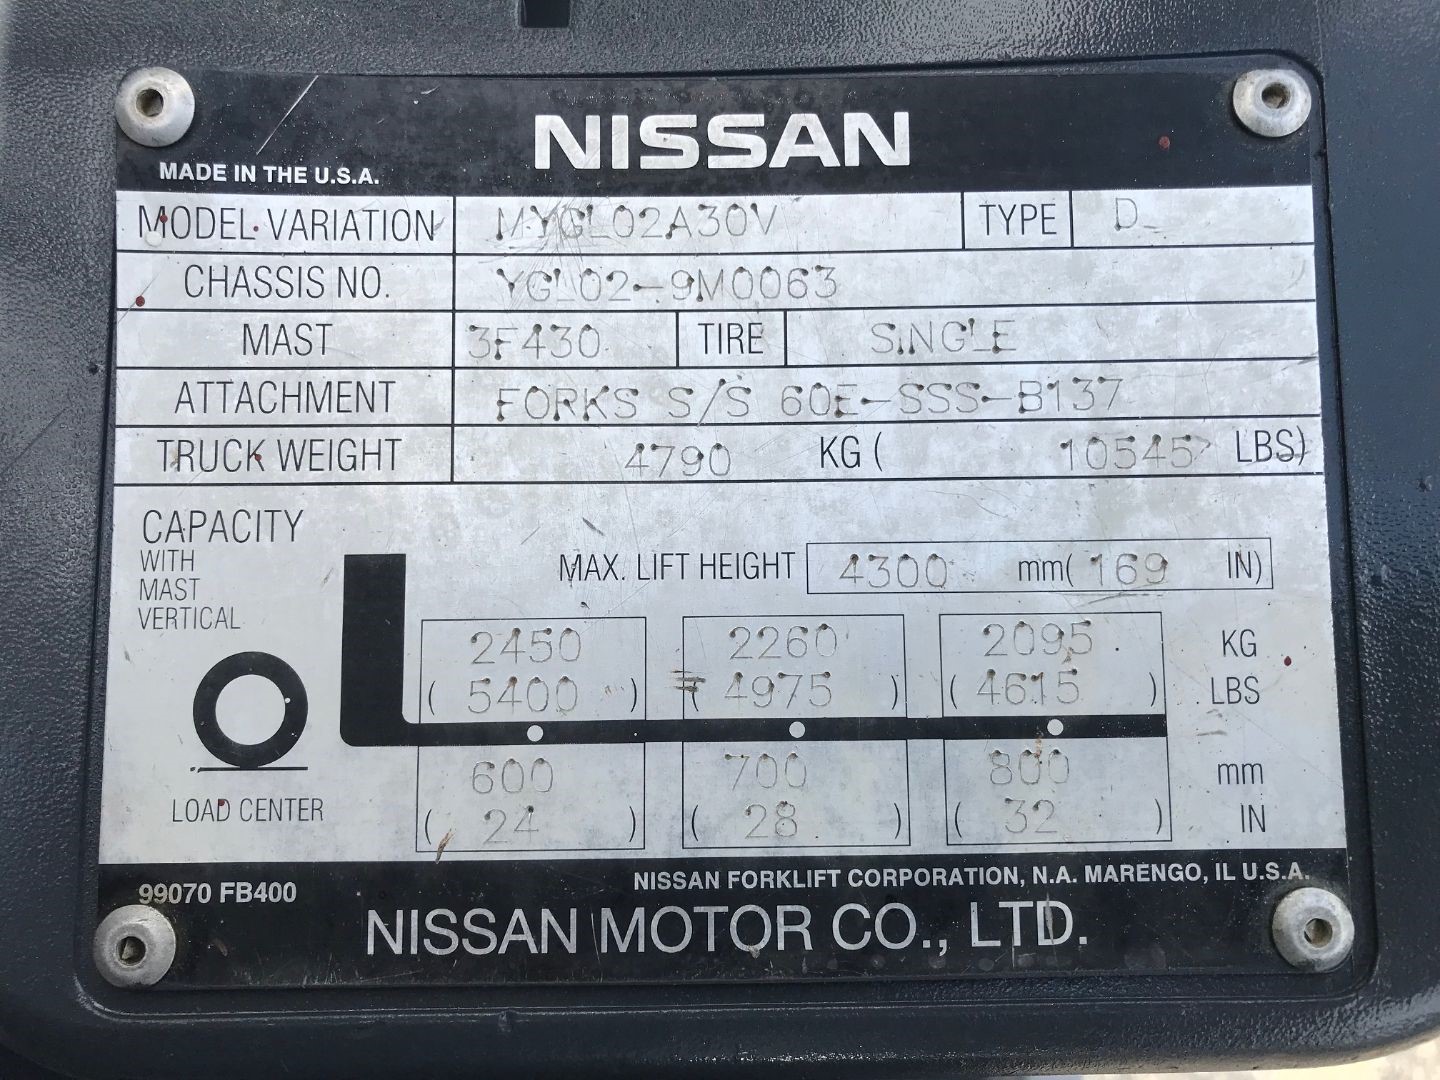 NISSAN
MADE IN THE U.S.A.
MODEL VARIATION MYGL02A30V TYPE D
CHASSIS NO. YGL02-9M0063
MAST 3F430 TIRE SINGLE
ATTACHMENT FORKS S/S 60E-SSS-B137
TRUCK WEIGHT 4790 KG ( 10545 LBS)
CAPACITY
WITH
MAST
VERTICAL
MAX. LIFT HEIGHT 4300 mm( 169 IN)
2450 2260 2095 KG
( 5400 ) ( 4975 ) ( 4615 ) LBS
600 700 800 mm
( 24 ) ( 28 ) ( 32 ) IN
LOAD CENTER
99070 FB400
NISSAN FORKLIFT CORPORATION, N.A. MARENGO, IL U.S.A.
NISSAN MOTOR CO., LTD.